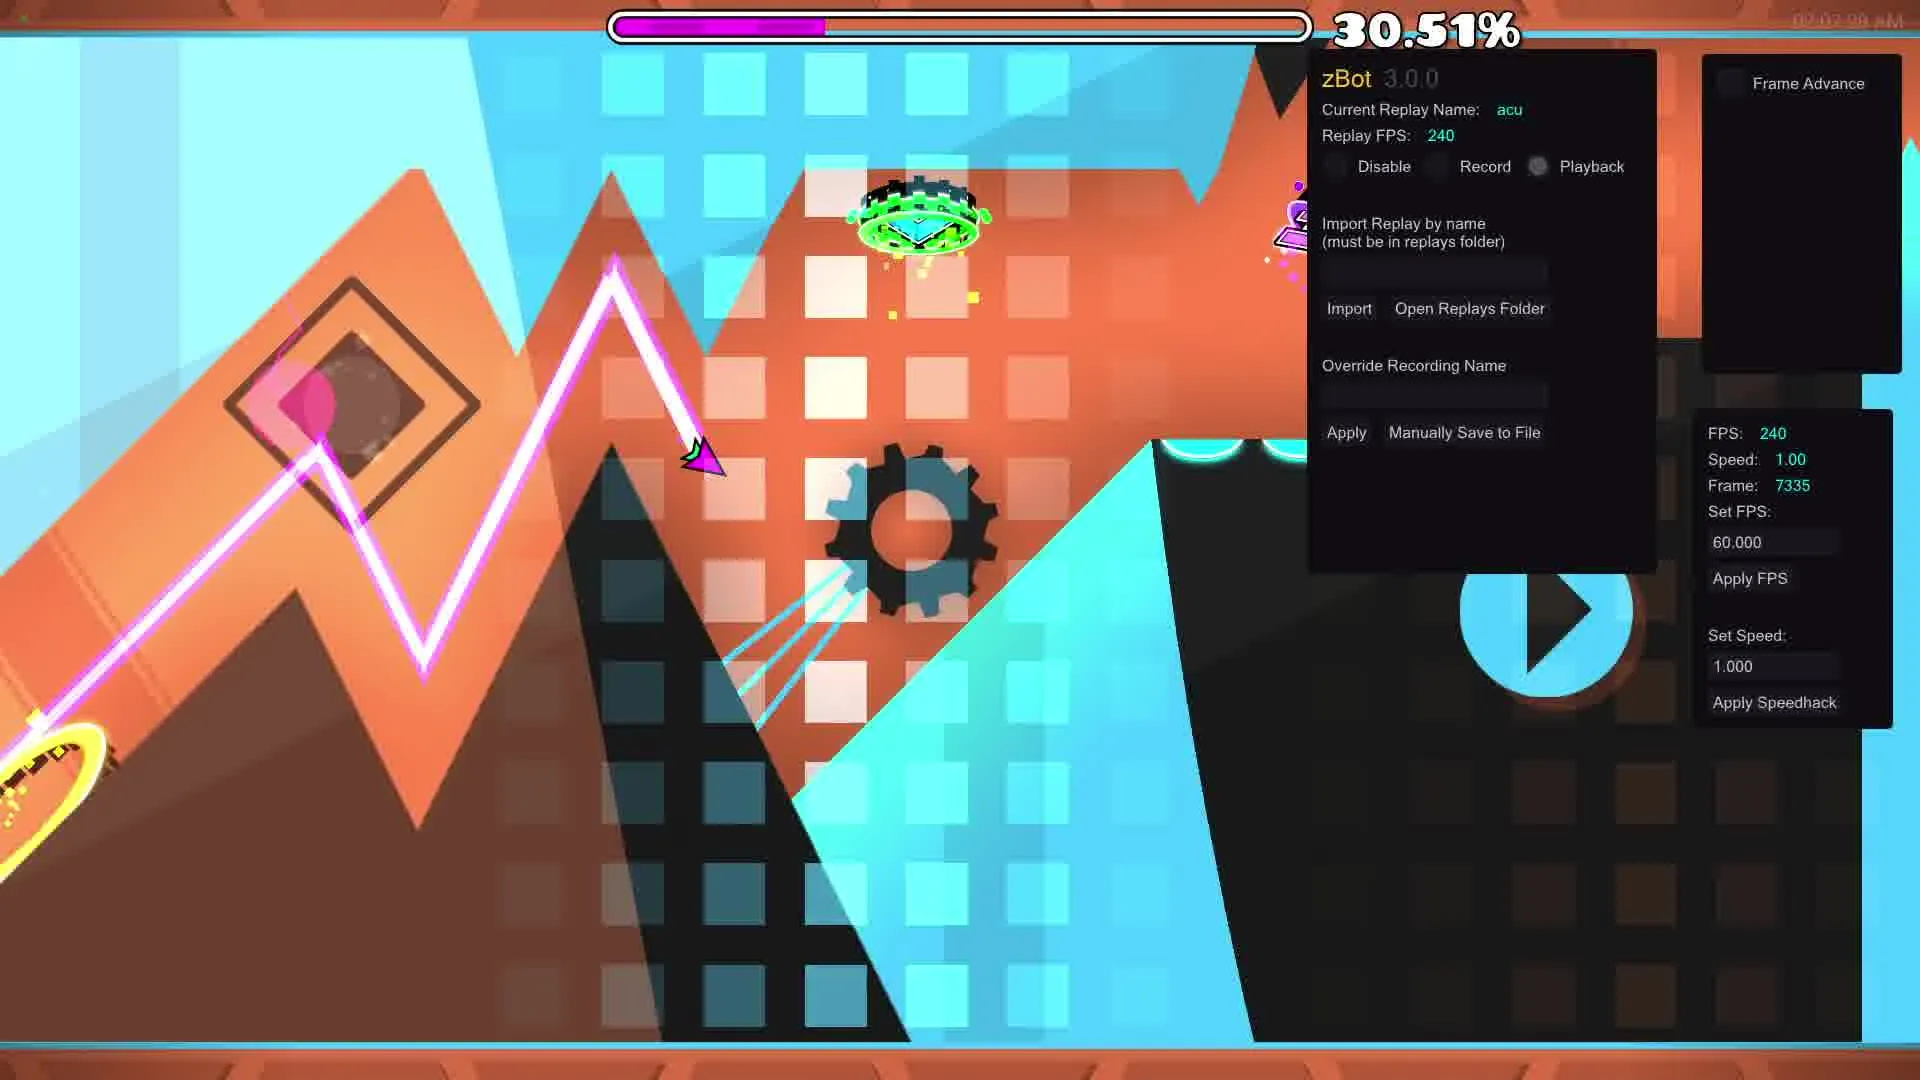 30.51%
zBot 3.0.0
Current Replay Name: acu
Replay FPS: 240
Disable Record Playback
Import Replay by name
(must be in replays folder)
Import Open Replays Folder
Override Recording Name
Apply Manually Save to File
Frame Advance
FPS: 240
Speed: 1.00
Frame: 7335
Set FPS:
60.000
Apply FPS
Set Speed:
1.000
Apply Speedhack